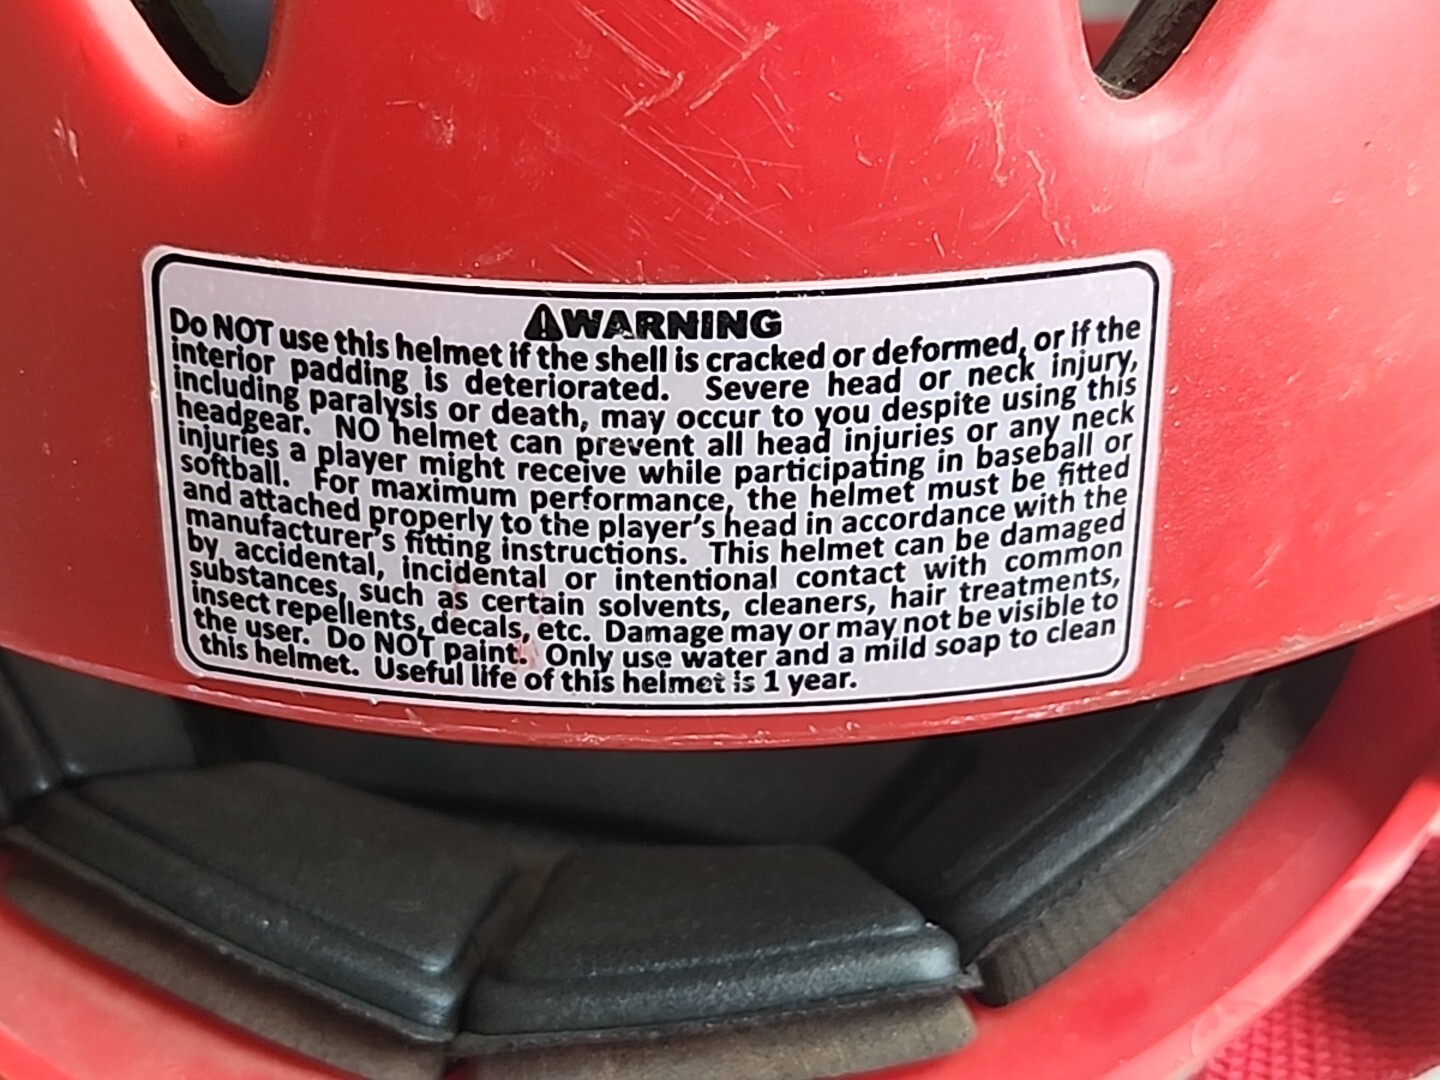 ⚠WARNING
Do NOT use this helmet if the shell is cracked or deformed, or if the
interior padding is deteriorated. Severe head or neck injury,
including paralysis or death, may occur to you despite using this
headgear. NO helmet can prevent all head injuries or any neck
injuries a player might receive while participating in baseball or
softball. For maximum performance, the helmet must be fitted
and attached properly to the player's head in accordance with the
manufacturer's fitting instructions. This helmet can be damaged
by accidental, incidental or intentional contact with common
substances, such as certain solvents, cleaners, hair treatments,
insect repellents, decals, etc. Damage may or may not be visible to
the user. Do NOT paint. Only use water and a mild soap to clean
this helmet. Useful life of this helmet is 1 year.